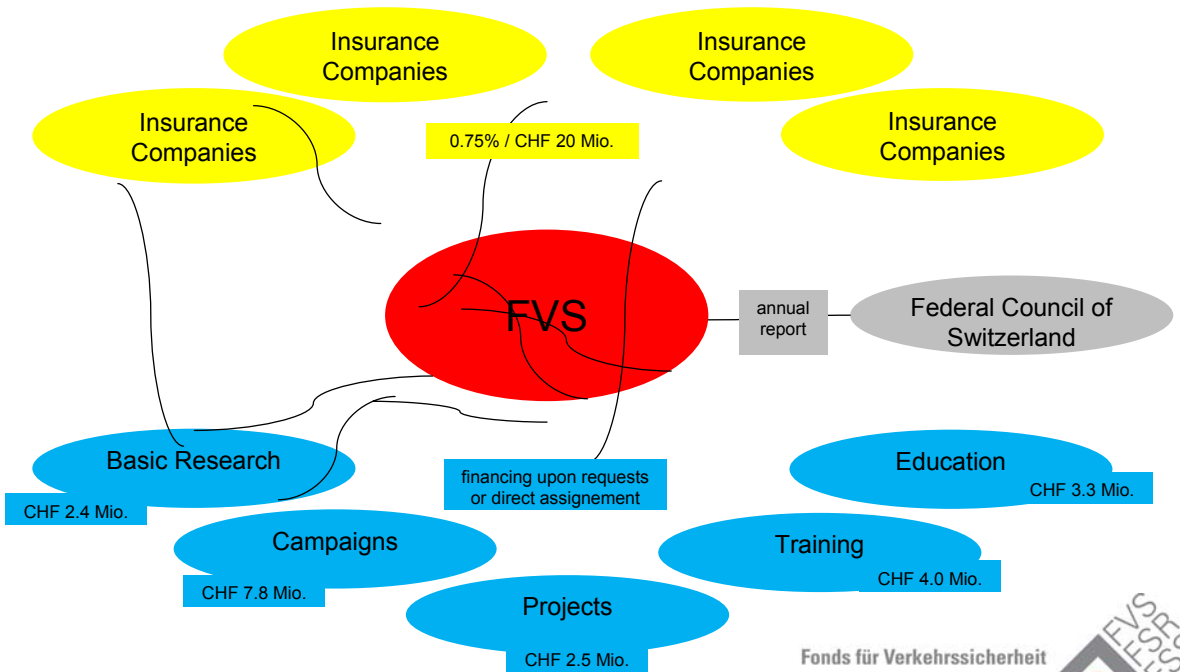 Insurance
Companies
Insurance
Companies
Insurance
Companies
Insurance
Companies
0.75% / CHF 20 Mio.
FVS
annual
report
Federal Council of
Switzerland
Basic Research
CHF 2.4 Mio.
financing upon requests
or direct assignement
Education
CHF 3.3 Mio.
Campaigns
CHF 7.8 Mio.
Training
CHF 4.0 Mio.
Projects
CHF 2.5 Mio.
Fonds für Verkehrssicherheit
FVS